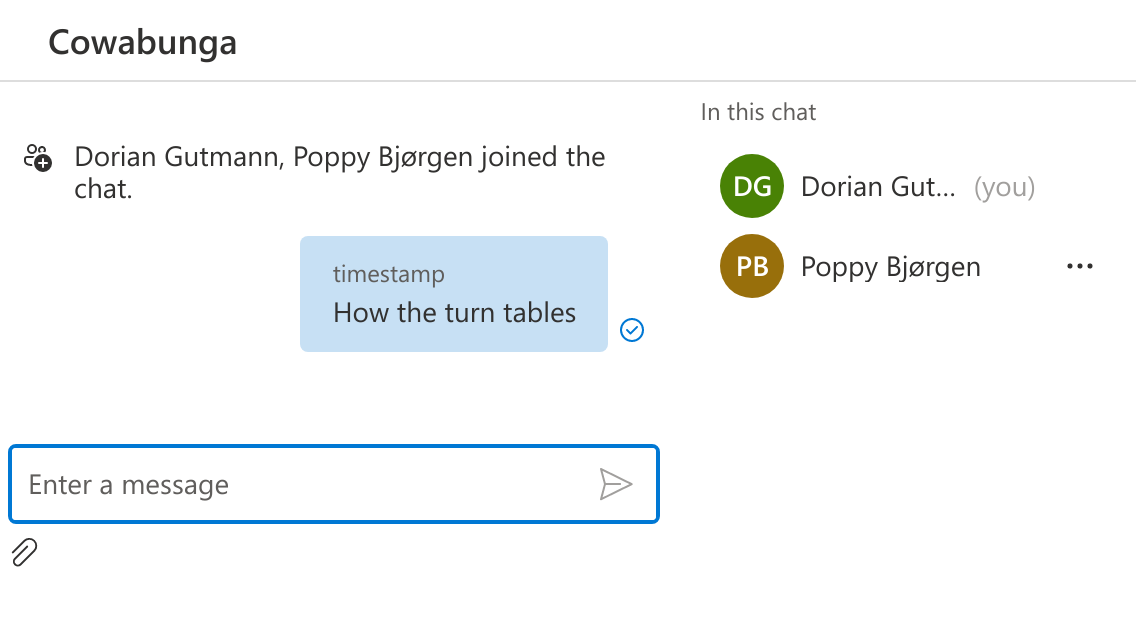 Cowabunga
Dorian Gutmann, Poppy Bjørgen joined the
chat.
timestamp
How the turn tables
Enter a message
In this chat
DG Dorian Gut... (you)
PB Poppy Bjørgen